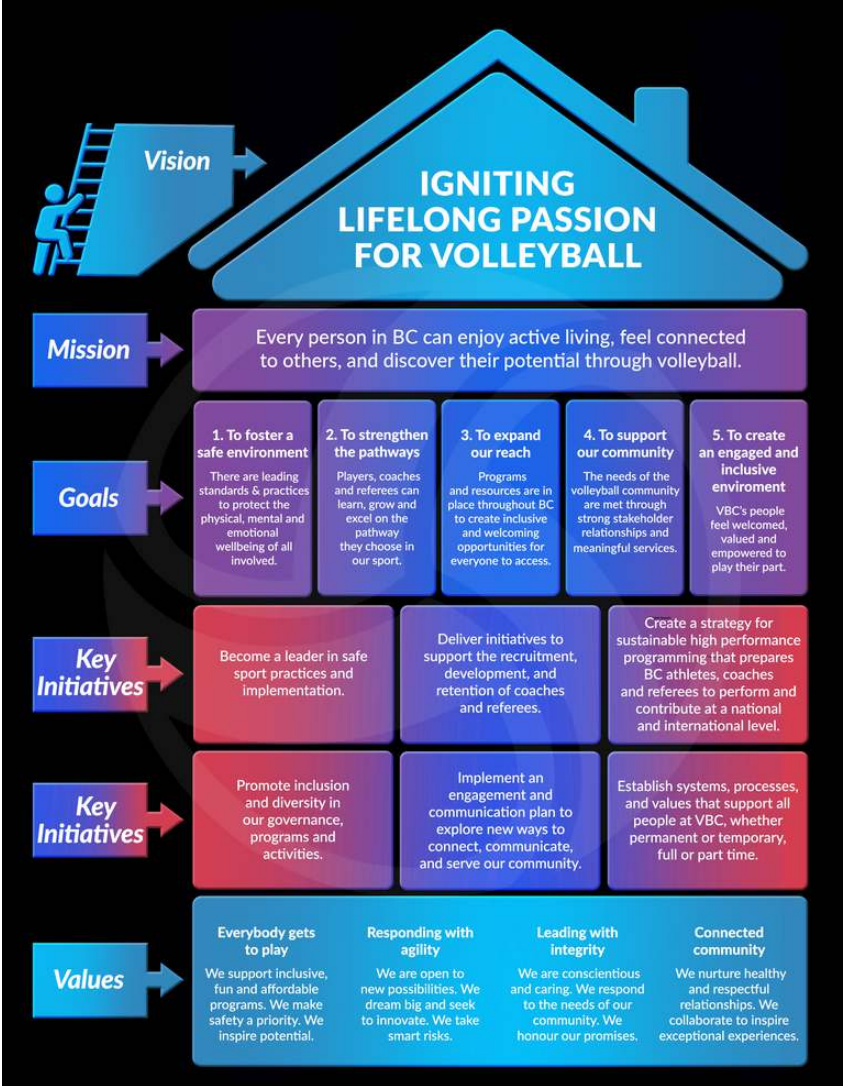 Vision
IGNITING
LIFELONG PASSION
FOR VOLLEYBALL
Mission
Every person in BC can enjoy active living, feel connected
to others, and discover their potential through volleyball.
Goals
1. To foster a
safe environment
There are leading
standards & practices
to protect the
physical, mental and
emotional
wellbeing of all
involved.
2. To strengthen
the pathways
Players, coaches
and referees can
learn, grow and
excel on the
pathway
they choose in
our sport.
3. To expand
our reach
Programs
and resources are in
place throughout BC
to create inclusive
and welcoming
opportunities for
everyone to access.
4. To support
our community
The needs of the
volleyball community
are met through
strong stakeholder
relationships and
meaningful services.
5. To create
an engaged and
inclusive
enviroment
VBC's people
feel welcomed,
valued and
empowered to
play their part.
Key
Initiatives
Become a leader in safe
sport practices and
implementation.
Deliver initiatives to
support the recruitment,
development, and
retention of coaches
and referees.
Create a strategy for
sustainable high performance
programming that prepares
BC athletes, coaches
and referees to perform and
contribute at a national
and international level.
Key
Initiatives
Promote inclusion
and diversity in
our governance,
programs and
activities.
Implement an
engagement and
communication plan to
explore new ways to
connect, communicate,
and serve our community.
Establish systems, processes,
and values that support all
people at VBC, whether
permanent or temporary,
full or part time.
Values
Everybody gets
to play
We support inclusive,
fun and affordable
programs. We make
safety a priority. We
inspire potential.
Responding with
agility
We are open to
new possibilities. We
dream big and seek
to innovate. We take
smart risks.
Leading with
integrity
We are conscientious
and caring. We respond
to the needs of our
community. We
honour our promises.
Connected
community
We nurture healthy
and respectful
relationships. We
collaborate to inspire
exceptional experiences.